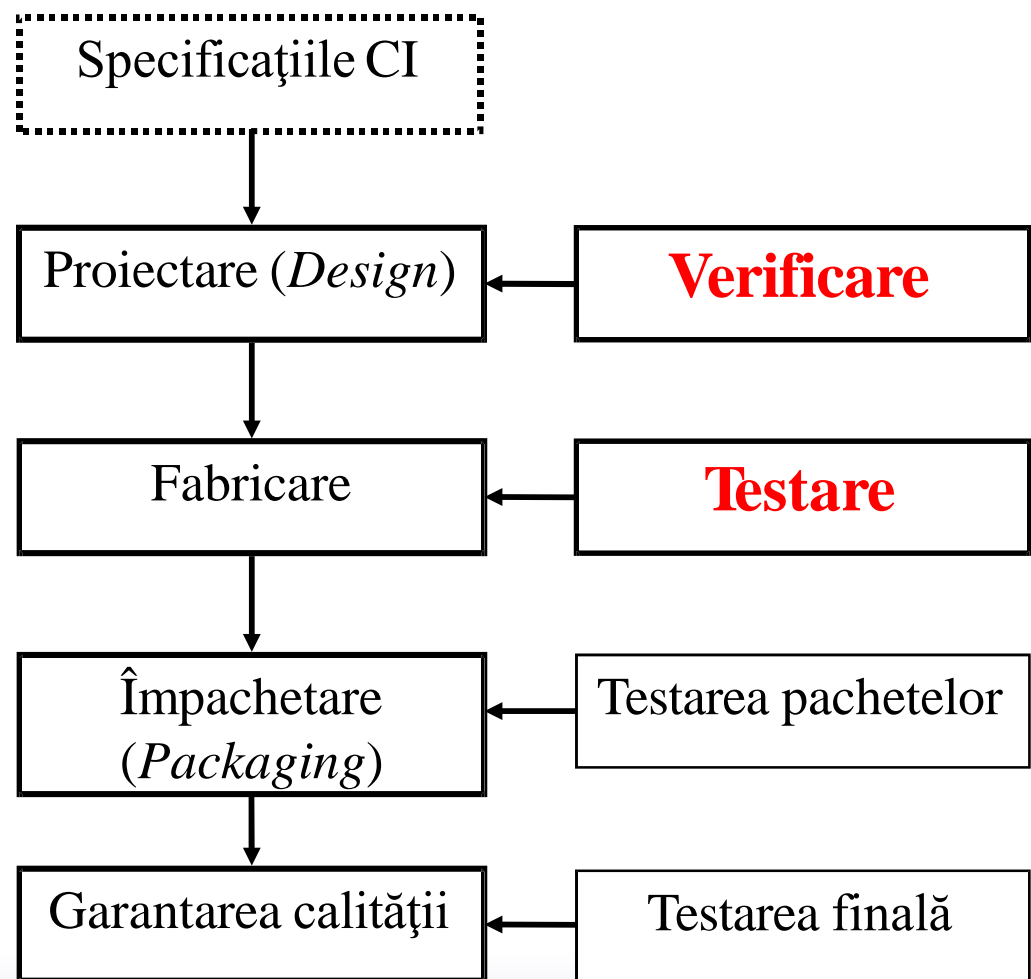 Specificaţiile CI
Proiectare (Design)
Verificare
Fabricare
Testare
Împachetare
(Packaging)
Testarea pachetelor
Garantarea calităţii
Testarea finală